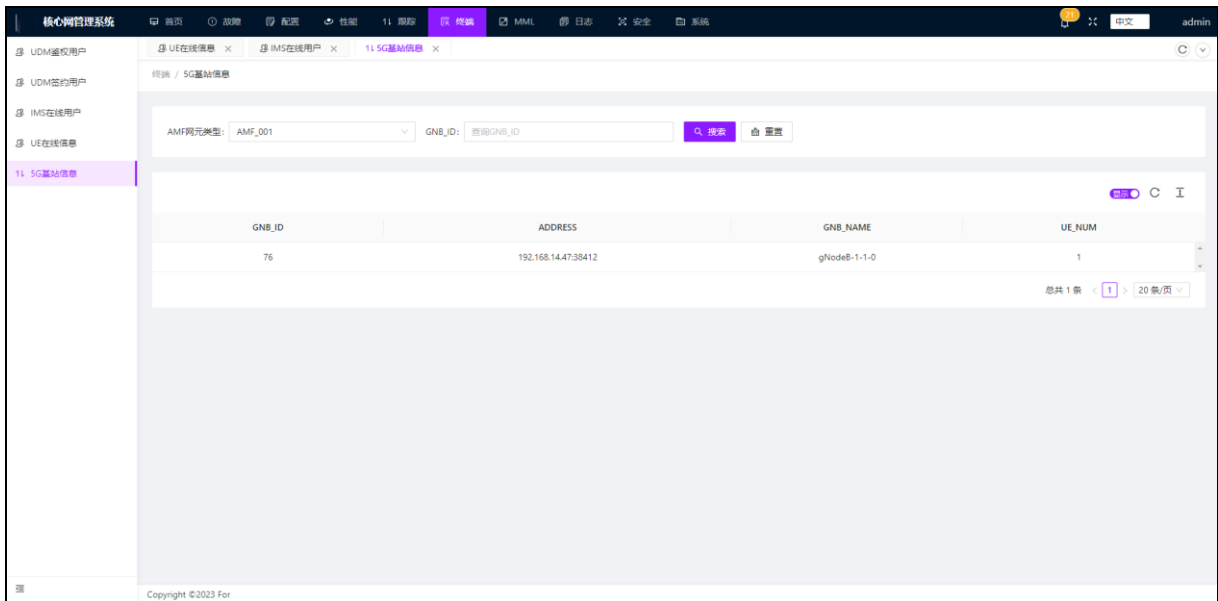 核心网管理系统 首页 故障 配置 性能 跟踪 终端 MML 日志 安全 系统 21 中文 admin
UDM鉴权用户
UDM签约用户
IMS在线用户
UE在线信息
5G基站信息
UE在线信息 IMS在线用户 5G基站信息
终端 / 5G基站信息
AMF网元类型: AMF_001 GNB_ID: 查询GNB_ID 搜索 重置
显示
GNB_ID ADDRESS GNB_NAME UE_NUM
76 192.168.14.47:38412 gNodeB-1-1-0 1
总共 1 条 < 1 > 20 条/页
Copyright ©2023 For